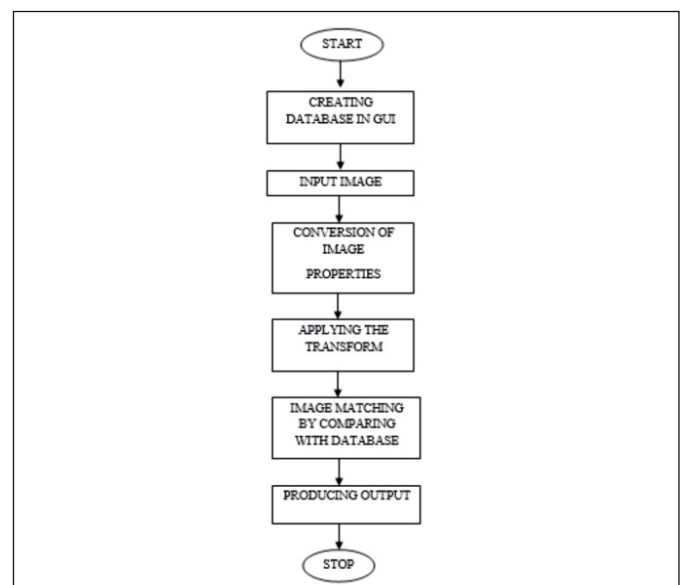 START
CREATING
DATABASE IN GUI
INPUT IMAGE
CONVERSION OF
IMAGE
PROPERTIES
APPLYING THE
TRANSFORM
IMAGE MATCHING
BY COMPARING
WITH DATABASE
PRODUCING OUTPUT
STOP